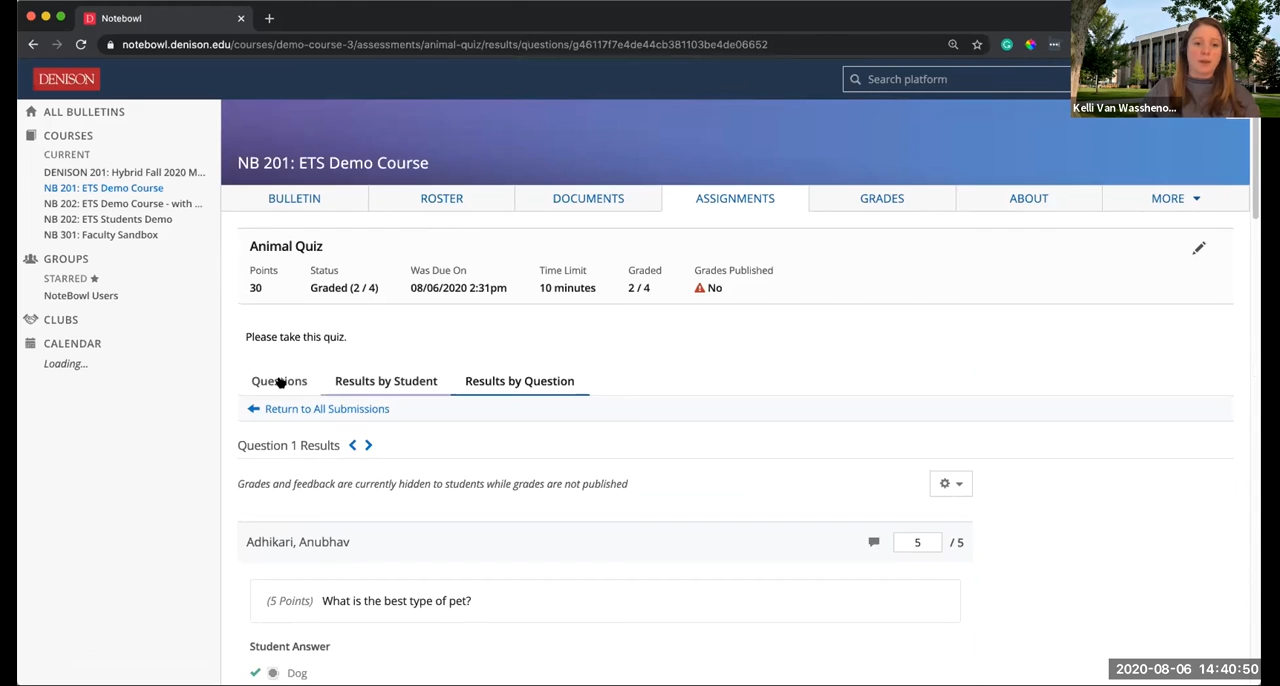 Notebowl
notebowl.denison.edu/courses/demo-course-3/assessments/animal-quiz/results/questions/g46117f7e4de44cb381103be4de06652
DENISON
Search platform
Kelli Van Wassheno...
ALL BULLETINS
COURSES
CURRENT
DENISON 201: Hybrid Fall 2020 M...
NB 201: ETS Demo Course
NB 202: ETS Demo Course - with ...
NB 202: ETS Students Demo
NB 301: Faculty Sandbox
GROUPS
STARRED
NoteBowl Users
CLUBS
CALENDAR
Loading...
NB 201: ETS Demo Course
BULLETIN ROSTER DOCUMENTS ASSIGNMENTS GRADES ABOUT MORE
Animal Quiz
Points Status Was Due On Time Limit Graded Grades Published
30 Graded (2 / 4) 08/06/2020 2:31pm 10 minutes 2 / 4 No
Please take this quiz.
Questions Results by Student Results by Question
Return to All Submissions
Question 1 Results
Grades and feedback are currently hidden to students while grades are not published
Adhikari, Anubhav 5 / 5
(5 Points) What is the best type of pet?
Student Answer
Dog
2020-08-06 14:40:50